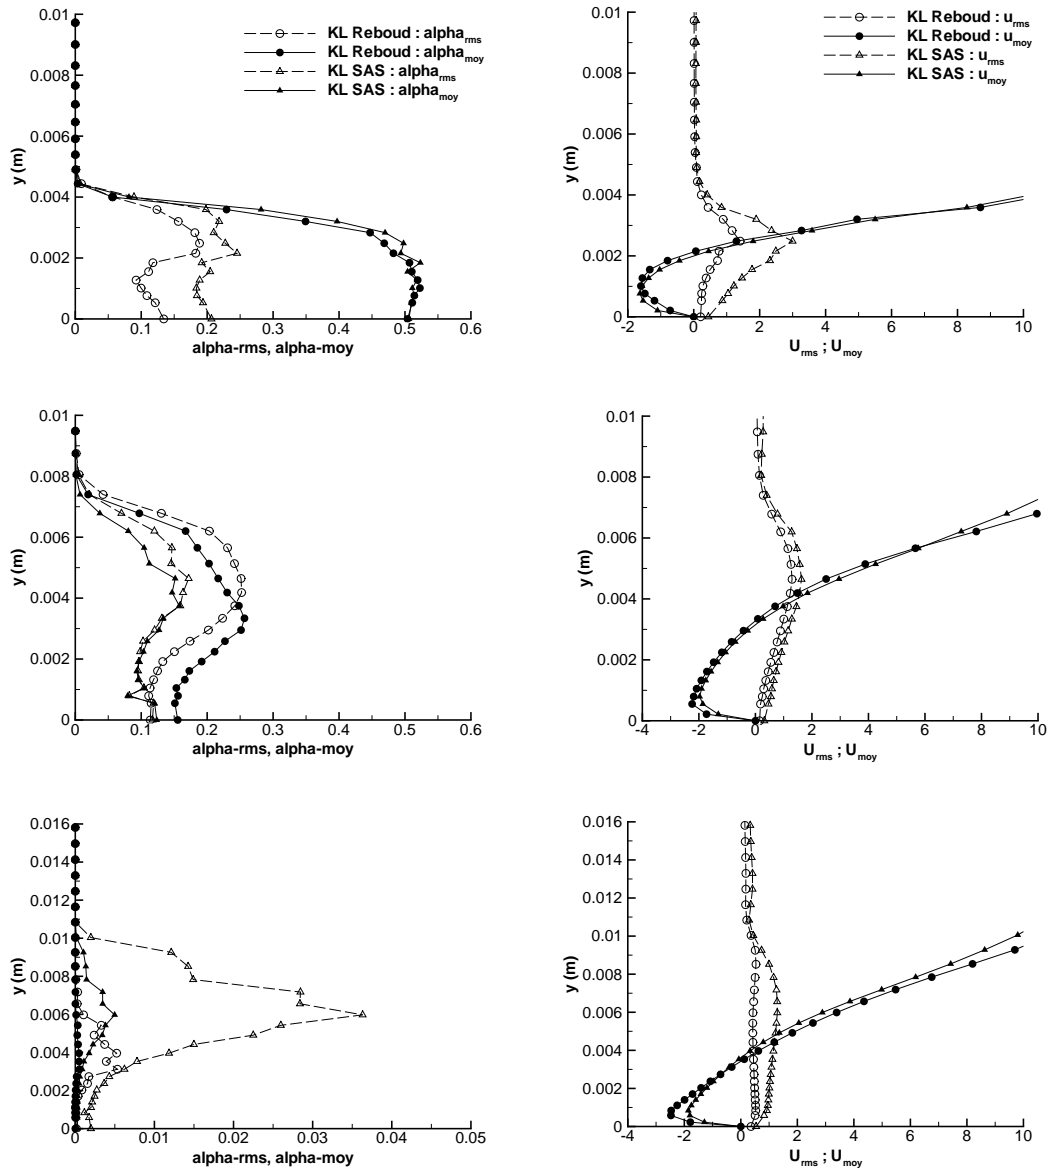 0.01
0.008
0.006
0.004
0.002
0
y (m)
0 0.1 0.2 0.3 0.4 0.5 0.6
alpha-rms, alpha-moy
KL Reboud : alpha_rms
KL Reboud : alpha_moy
KL SAS : alpha_rms
KL SAS : alpha_moy
0.01
0.008
0.006
0.004
0.002
0
y (m)
-2 0 2 4 6 8 10
U_rms ; U_moy
KL Reboud : u_rms
KL Reboud : u_moy
KL SAS : u_rms
KL SAS : u_moy
0.01
0.008
0.006
0.004
0.002
0
y (m)
0 0.1 0.2 0.3 0.4 0.5 0.6
alpha-rms, alpha-moy
0.01
0.008
0.006
0.004
0.002
0
y (m)
-4 -2 0 2 4 6 8 10
U_rms ; U_moy
0.016
0.014
0.012
0.01
0.008
0.006
0.004
0.002
0
y (m)
0 0.01 0.02 0.03 0.04 0.05
alpha-rms, alpha-moy
0.016
0.014
0.012
0.01
0.008
0.006
0.004
0.002
0
y (m)
-4 -2 0 2 4 6 8 10
U_rms ; U_moy